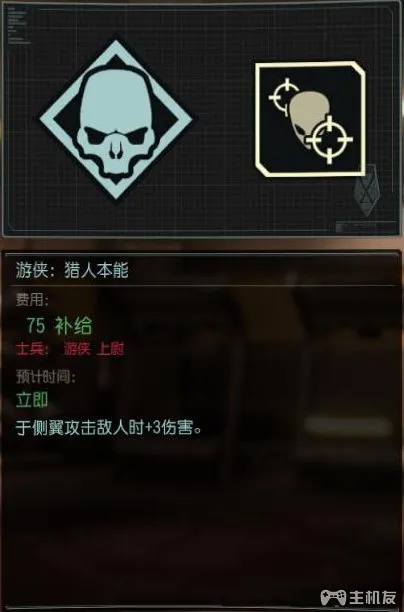 游侠：猎人本能
费用：
75 补给
士兵： 游侠 上尉
预计时间：
立即
于侧翼攻击敌人时+3伤害。
主机友